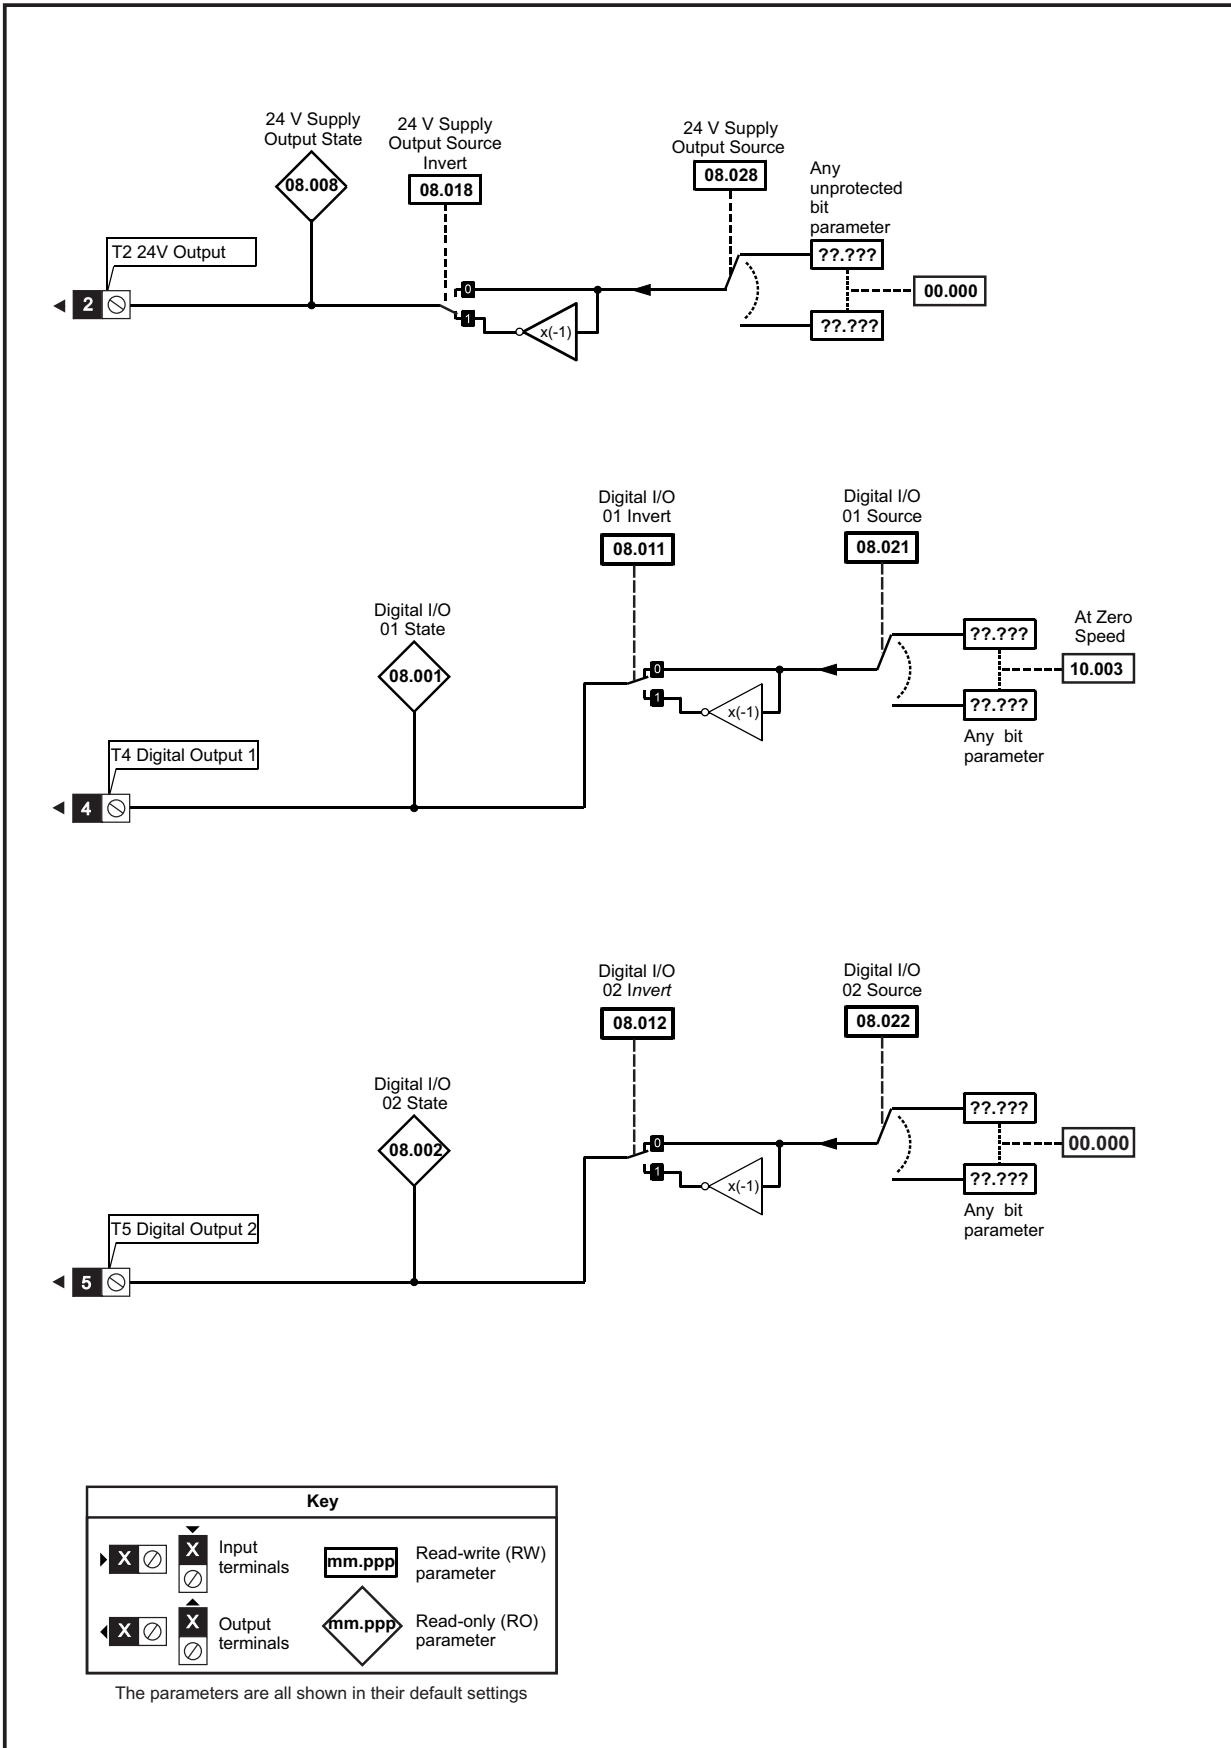 24 V Supply
Output State
08.008
24 V Supply
Output Source
Invert
08.018
24 V Supply
Output Source
08.028
Any
unprotected
bit
parameter
??.???
??.???
00.000
T2 24V Output
2
0
1
x(-1)
Digital I/O
01 Invert
08.011
Digital I/O
01 Source
08.021
Digital I/O
01 State
08.001
0
1
x(-1)
??.???
??.???
Any bit
parameter
At Zero
Speed
10.003
T4 Digital Output 1
4
Digital I/O
02 Invert
08.012
Digital I/O
02 Source
08.022
Digital I/O
02 State
08.002
0
1
x(-1)
??.???
??.???
Any bit
parameter
00.000
T5 Digital Output 2
5
Key
X
X
Input
terminals
mm.ppp
Read-write (RW)
parameter
X
X
Output
terminals
mm.ppp
Read-only (RO)
parameter
The parameters are all shown in their default settings